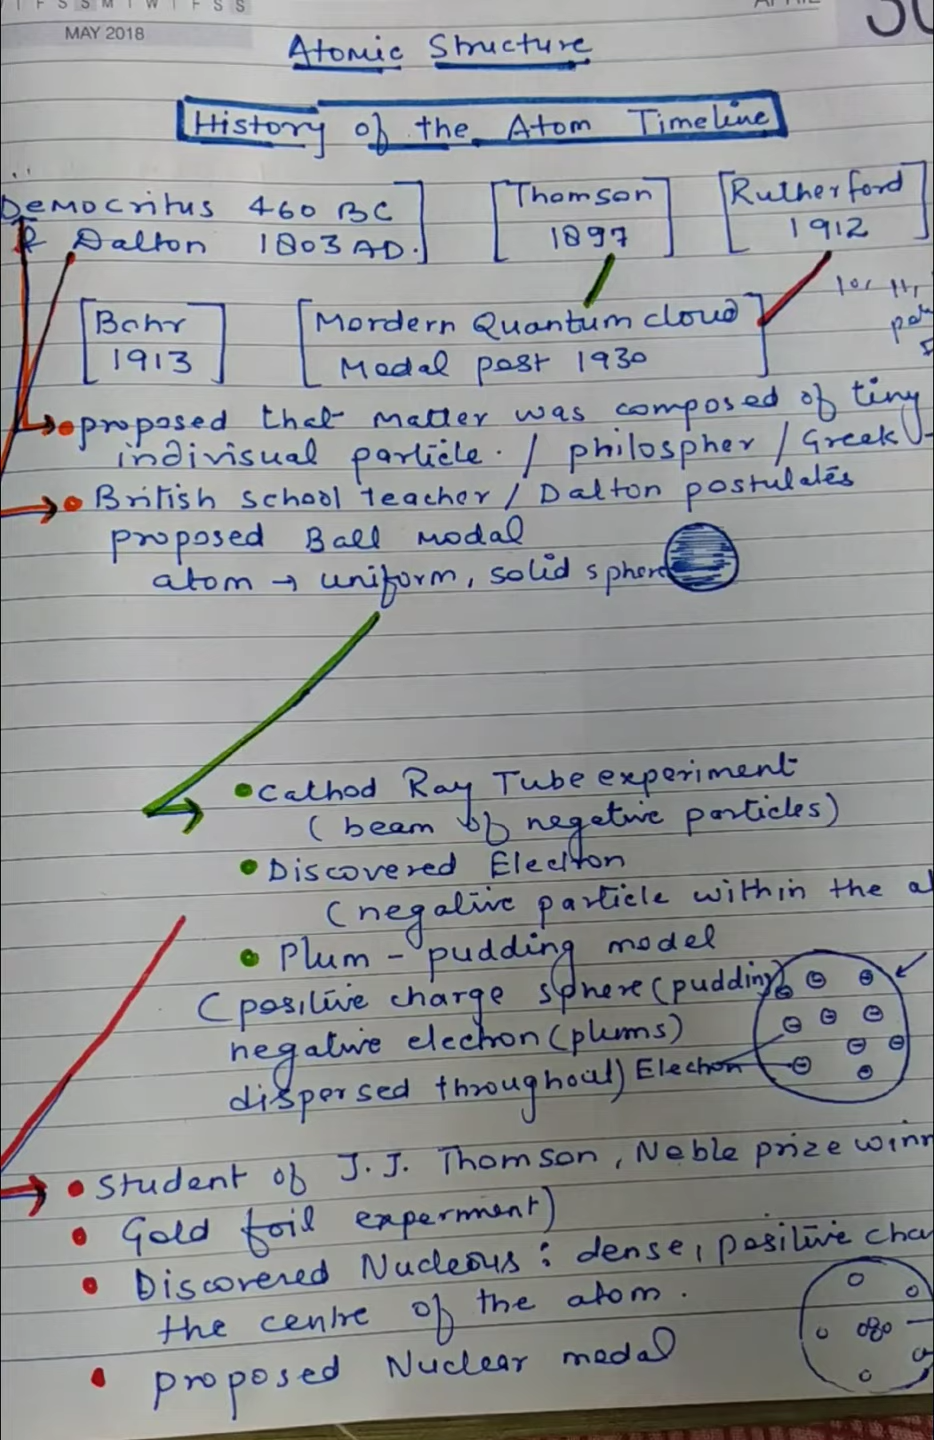 T F S S M T W T F S S
MAY 2018
30
Atomic Structure
History of the Atom Timeline
Democritus 460 BC
& Dalton 1803 AD.
Thomson
1897
Rutherford
1912
Bohr
1913
Mordern Quantum cloud
Modal post 1930
proposed that matter was composed of tiny
indivisual particle. / philospher / Greek
British school teacher / Dalton postulates
proposed Ball modal
atom → uniform, solid sphere
Cathod Ray Tube experiment
(beam of negative particles)
Discovered Electron
(negative particle within the
Plum - pudding model
(positive charge sphere (pudding)
negative electron (plums)
dispersed throughout) Electron
Student of J.J. Thomson, Noble prize winn
Gold foil experment)
Discovered Nucleous : dense, positive cha
the centre of the atom.
proposed Nuclear modal